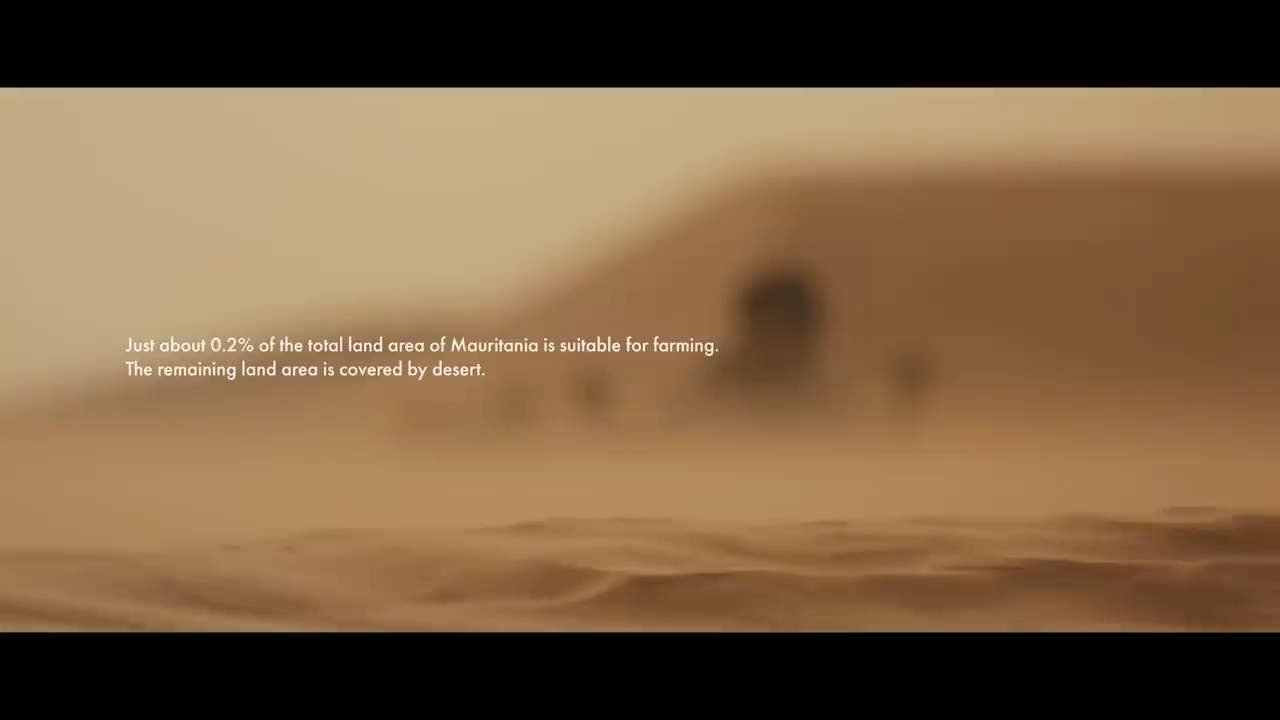 Just about 0.2% of the total land area of Mauritania is suitable for farming.
The remaining land area is covered by desert.